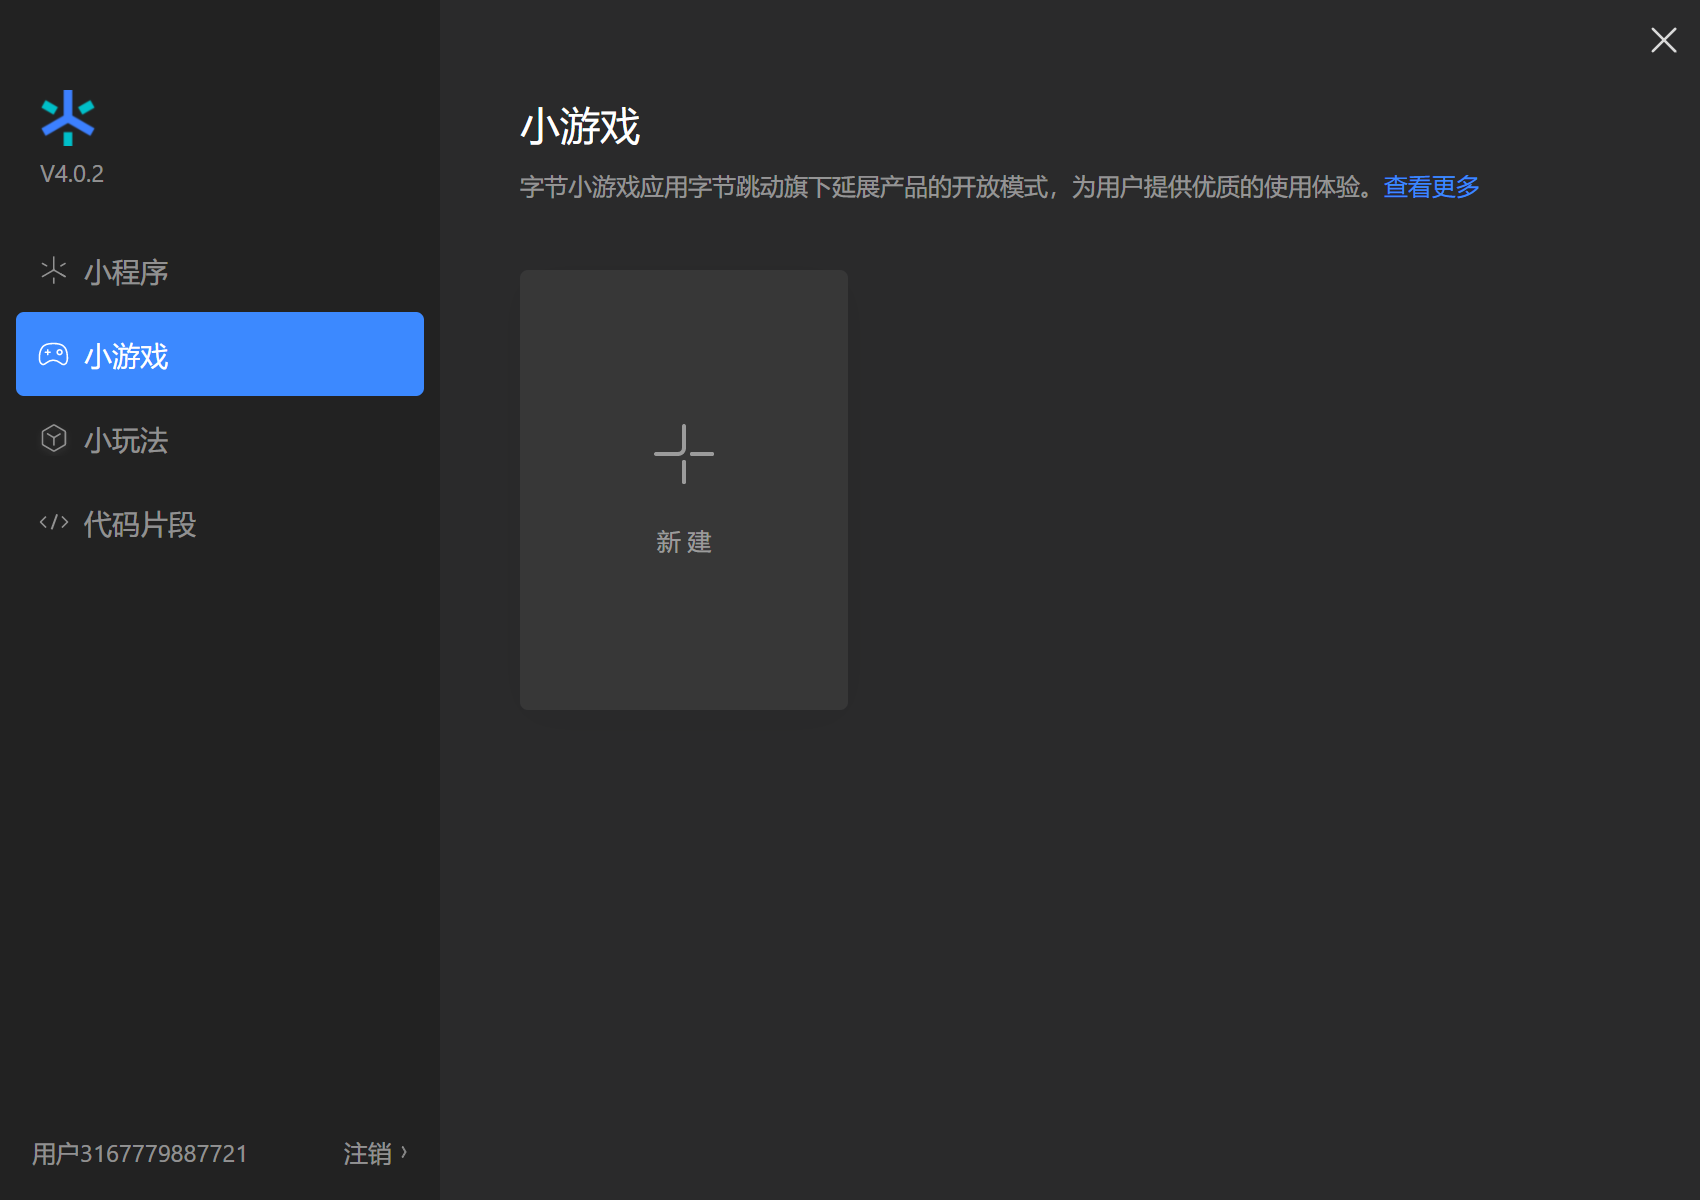 V4.0.2
小程序
小游戏
小玩法
代码片段
用户3167779887721
注销
小游戏
字节小游戏应用字节跳动旗下延展产品的开放模式，为用户提供优质的使用体验。查看更多
新建